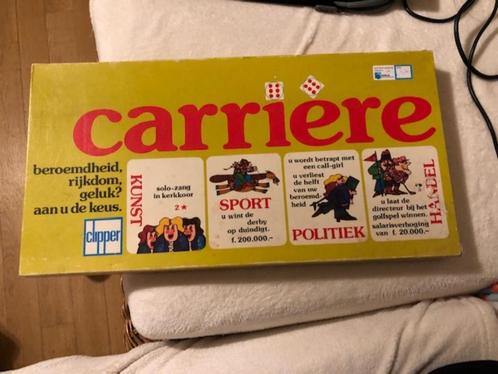 carrière
beroemdheid,
rijkdom,
geluk?
aan u de keus.
clipper
KUNST
solo-zang
in kerkkoor
2★
SPORT
u wint de
derby
op duindigt.
f. 200.000.–
u wordt betrapt met
een call-girl
u verliest
de helft
van uw
beroemd-
heid
POLITIEK
HANDEL
u laat de
directeur bij het
golfspel winnen.
salarisverhoging
van f. 20.000.–